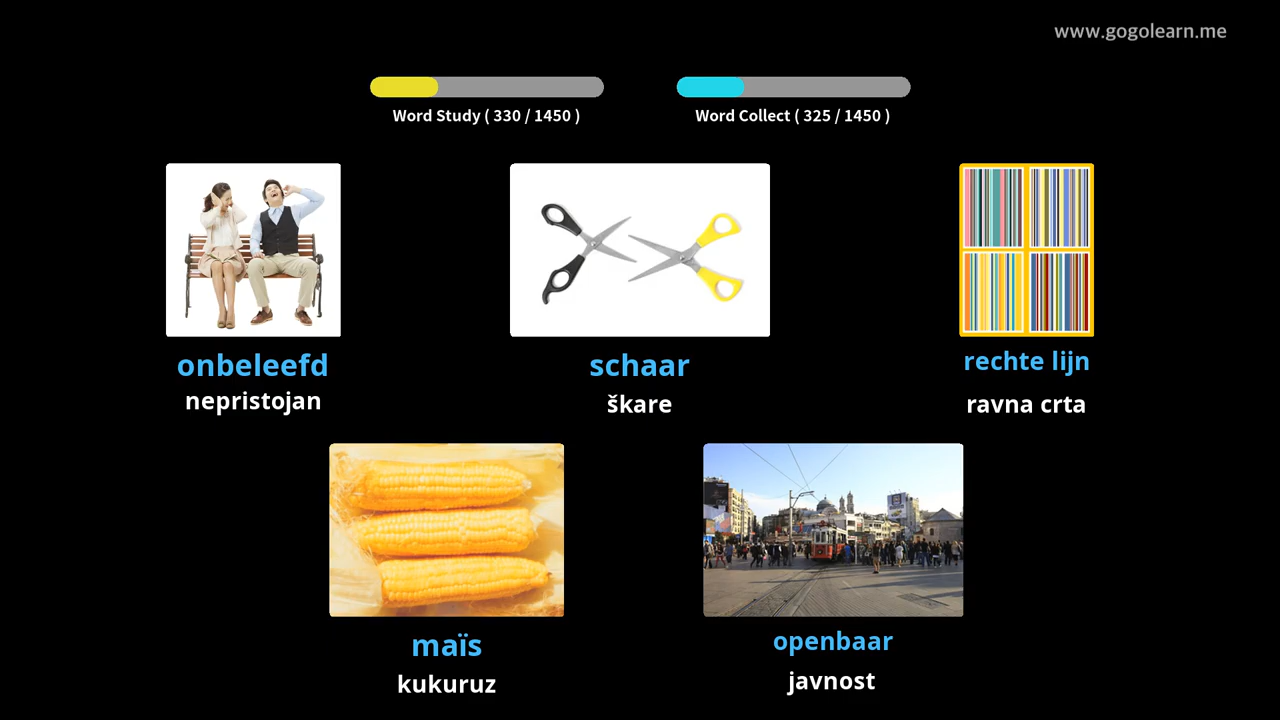 www.gogolearn.me
Word Study ( 330 / 1450 )
Word Collect ( 325 / 1450 )
onbeleefd
nepristojan
schaar
škare
rechte lijn
ravna crta
maïs
kukuruz
openbaar
javnost